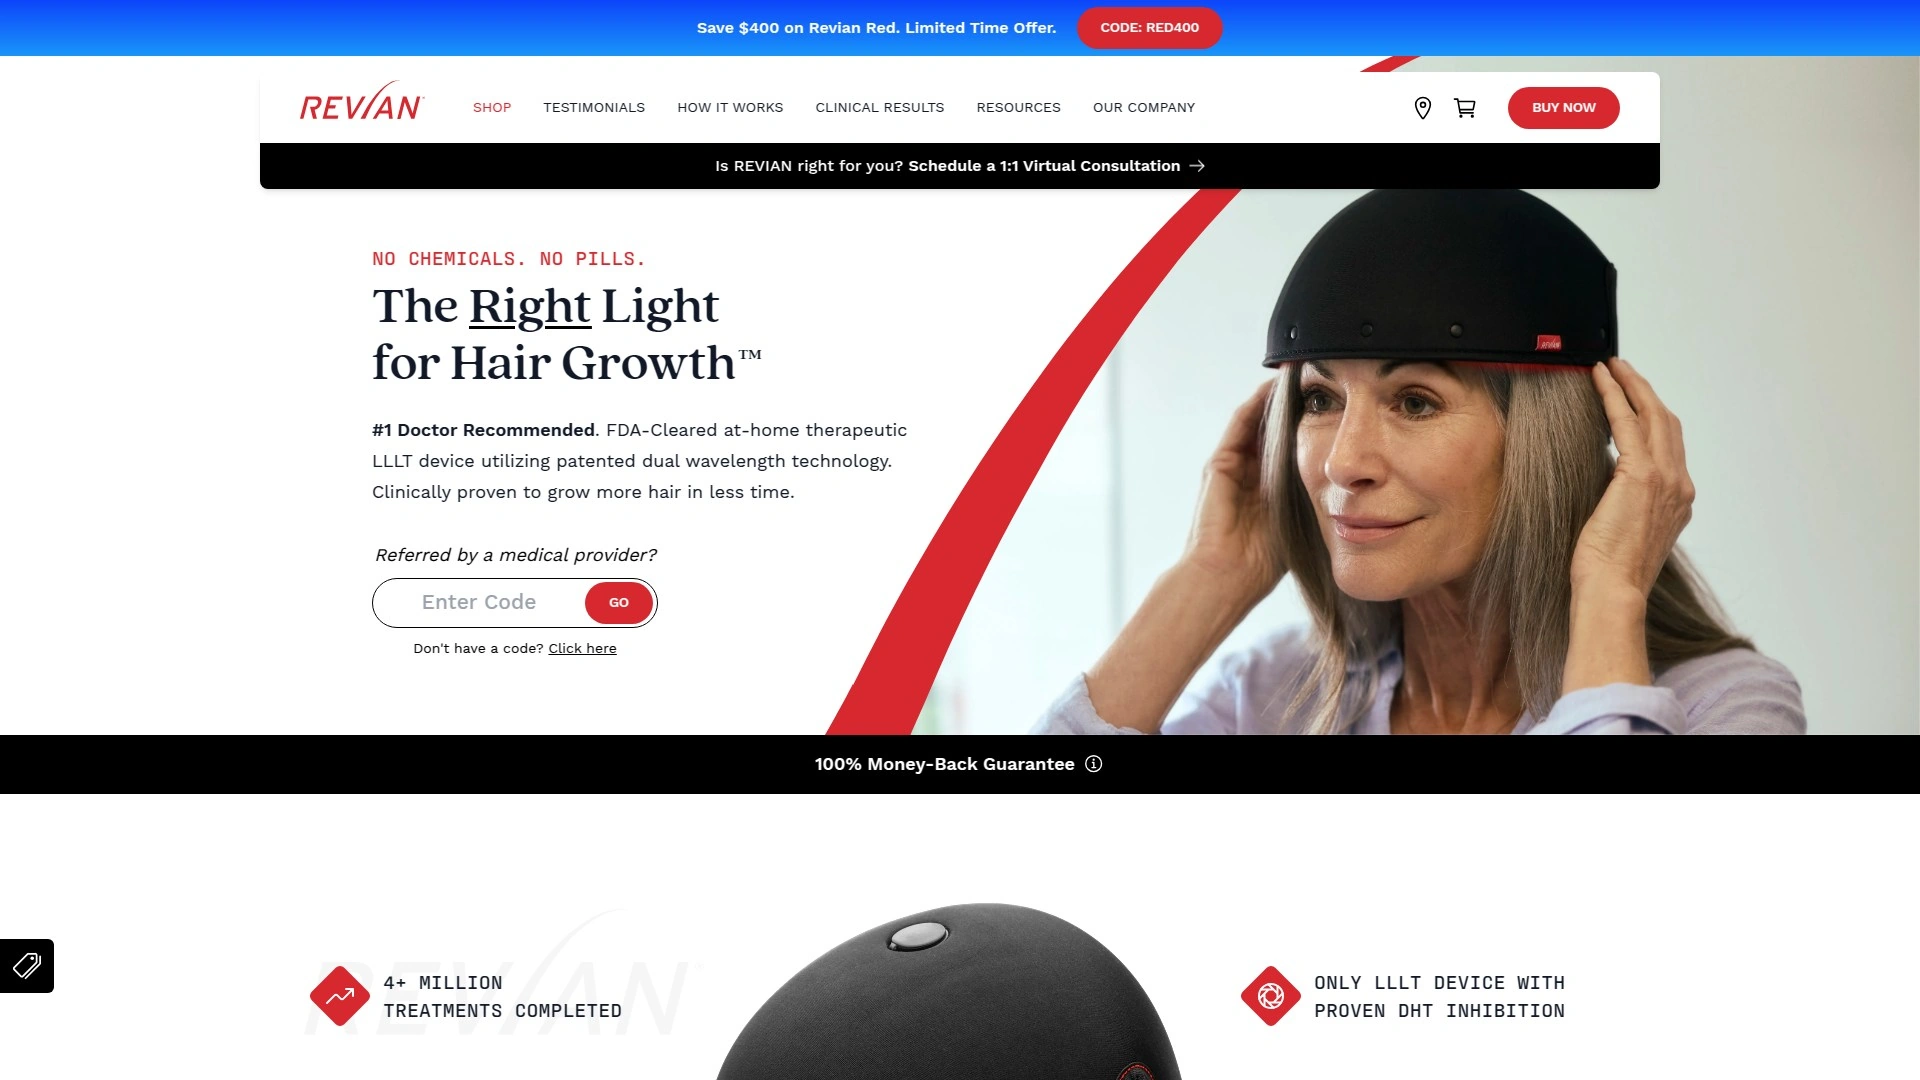 Save $400 on Revian Red. Limited Time Offer.
CODE: RED400
REVIAN
SHOP
TESTIMONIALS
HOW IT WORKS
CLINICAL RESULTS
RESOURCES
OUR COMPANY
BUY NOW
Is REVIAN right for you? Schedule a 1:1 Virtual Consultation →
NO CHEMICALS. NO PILLS.
The Right Light
for Hair Growth™
#1 Doctor Recommended. FDA-Cleared at-home therapeutic
LLLT device utilizing patented dual wavelength technology.
Clinically proven to grow more hair in less time.
Referred by a medical provider?
Enter Code
GO
Don't have a code? Click here
REVIAN
100% Money-Back Guarantee
REVIAN
4+ MILLION
TREATMENTS COMPLETED
ONLY LLLT DEVICE WITH
PROVEN DHT INHIBITION